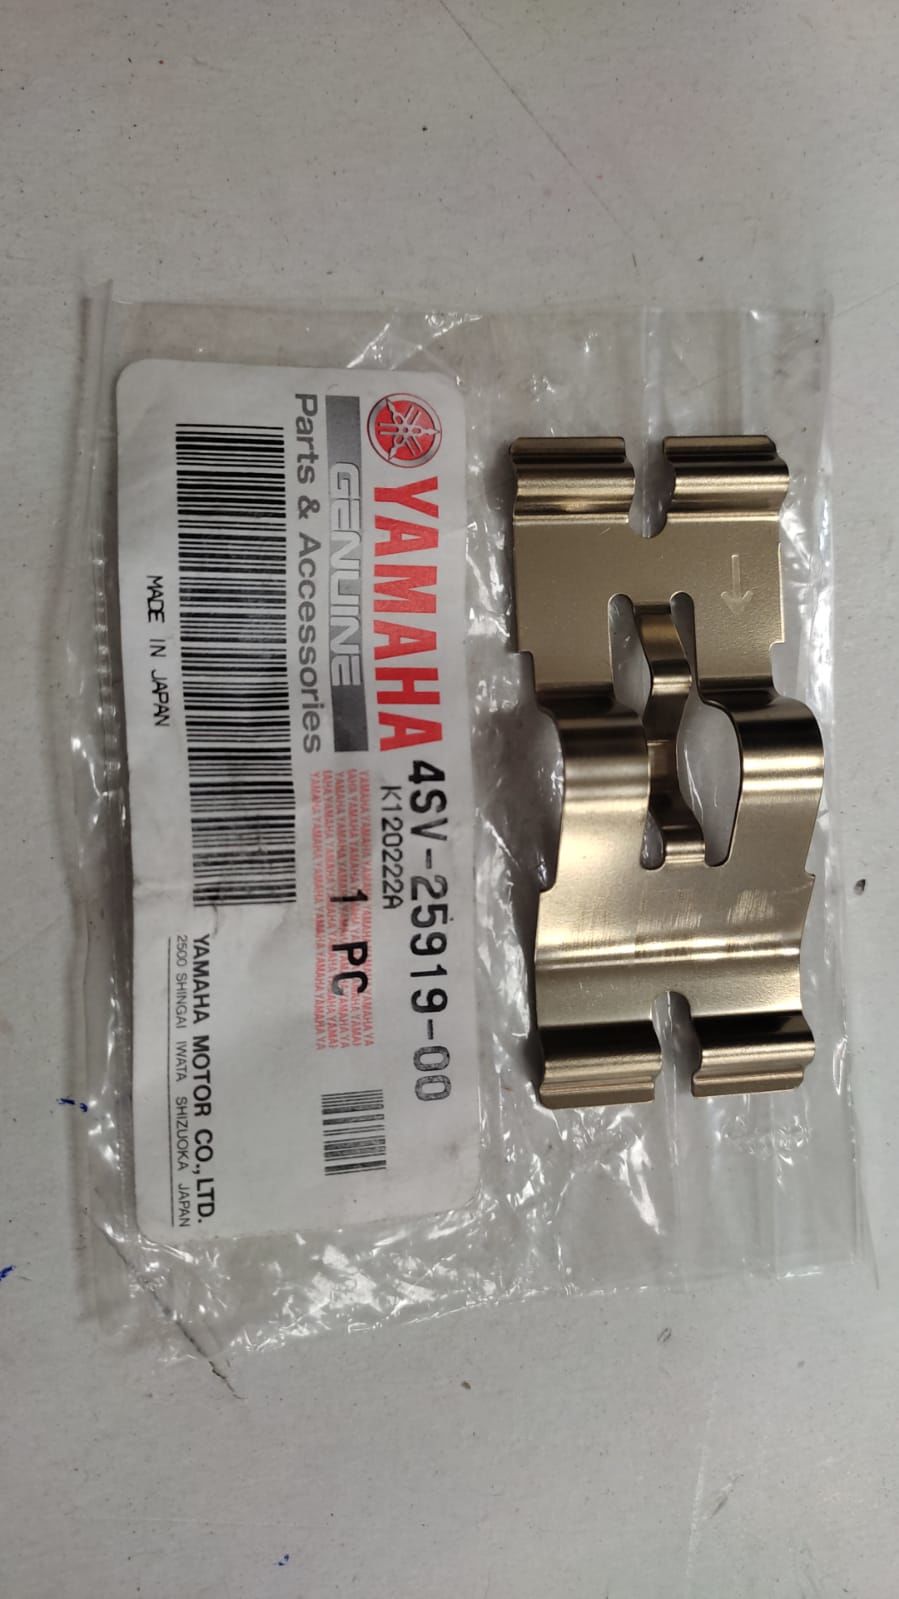 YAMAHA
GENUINE
Parts & Accessories
MADE IN JAPAN
4SV-25919-00
K120222A
1 PC
YAMAHA MOTOR CO., LTD.
2500 SHINGAI IWATA SHIZUOKA JAPAN